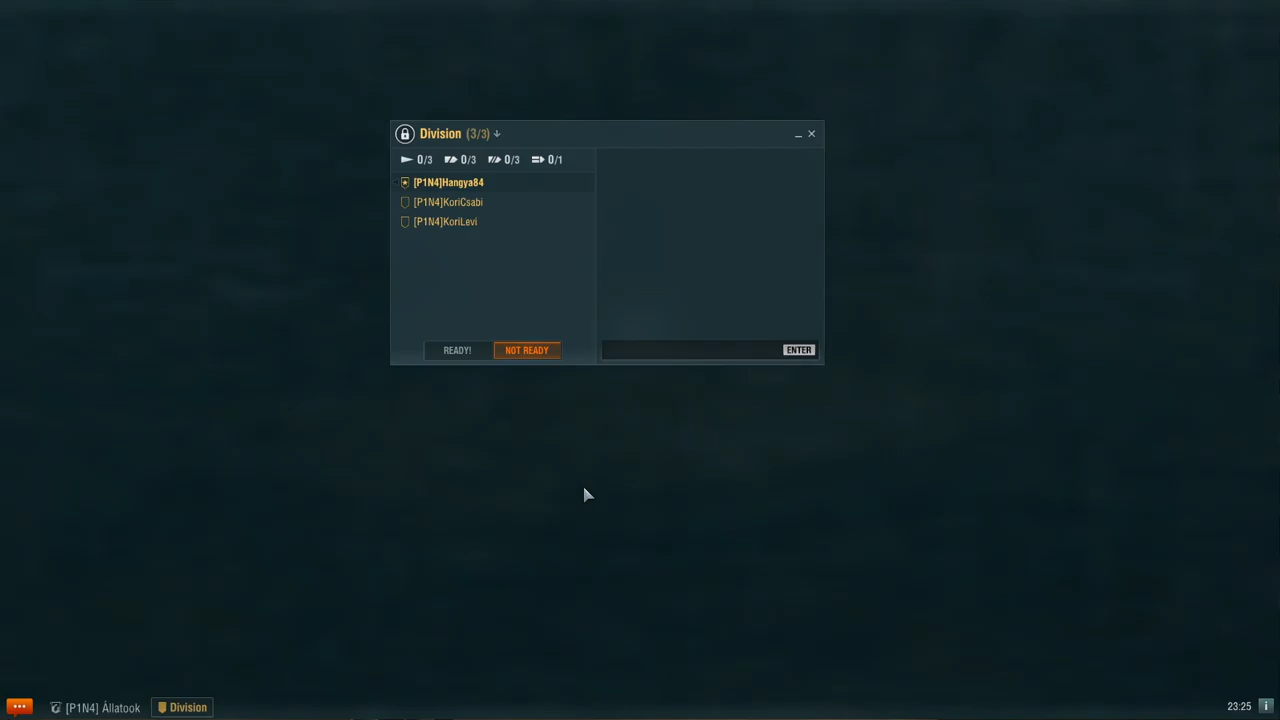 Division (3/3)
0/3 0/3 0/3 0/1
[P1N4]Hangya84
[P1N4]KoriCsabi
[P1N4]KoriLevi
READY! NOT READY
ENTER
[P1N4] Állatook Division 23:25